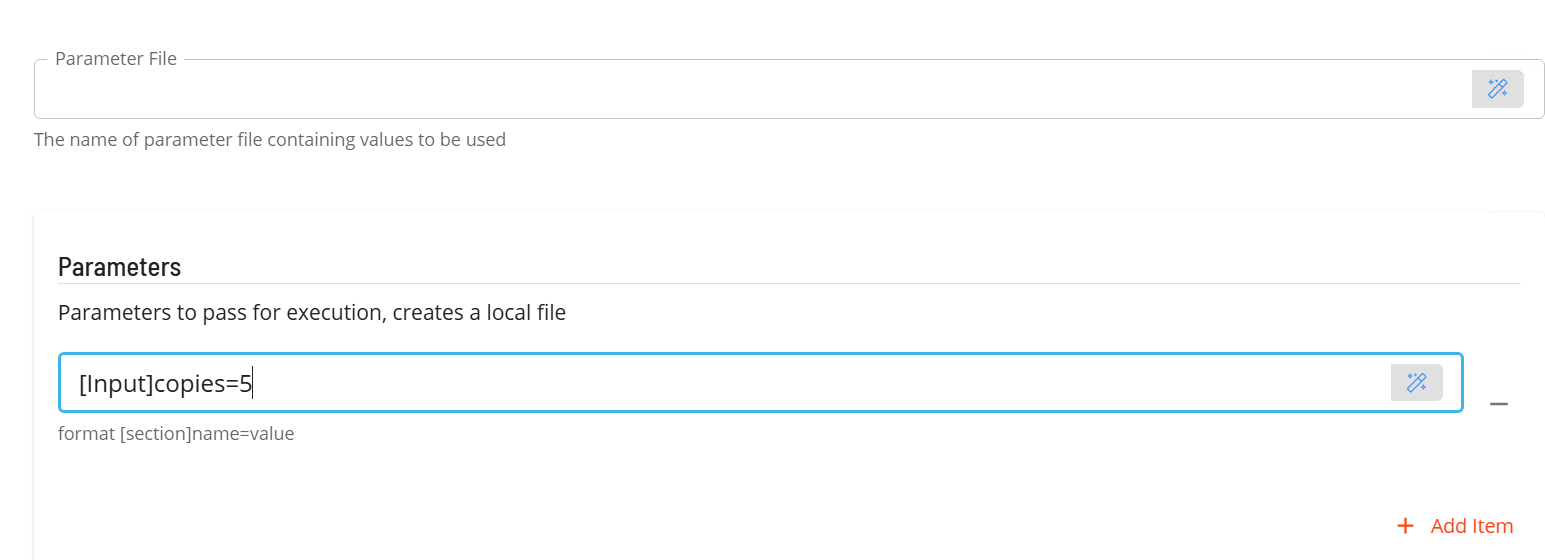 Parameter File
The name of parameter file containing values to be used
Parameters
Parameters to pass for execution, creates a local file
[Input]copies=5
format [section]name=value
+ Add Item